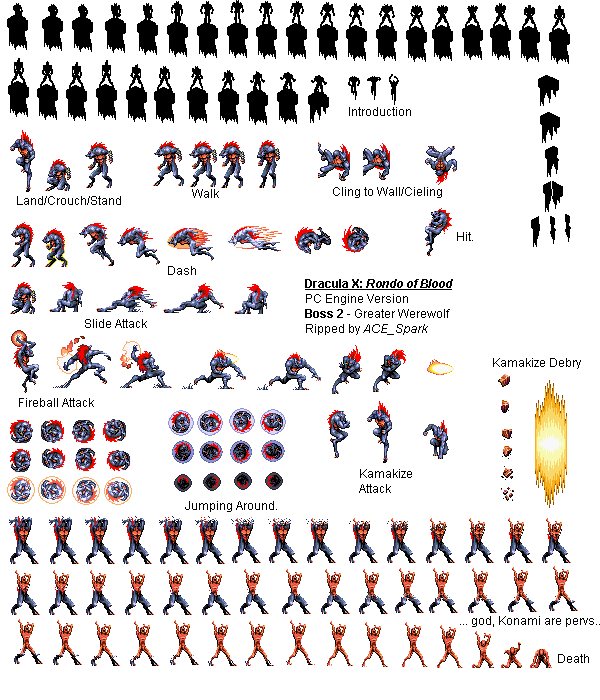 Introduction
Land/Crouch/Stand
Walk
Cling to Wall/Cieling
Hit.
Dash
Dracula X: Rondo of Blood
PC Engine Version
Boss 2 - Greater Werewolf
Ripped by ACE_Spark
Slide Attack
Kamakize Debry
Fireball Attack
Kamakize
Attack
Jumping Around.
... god, Konami are pervs..
Death